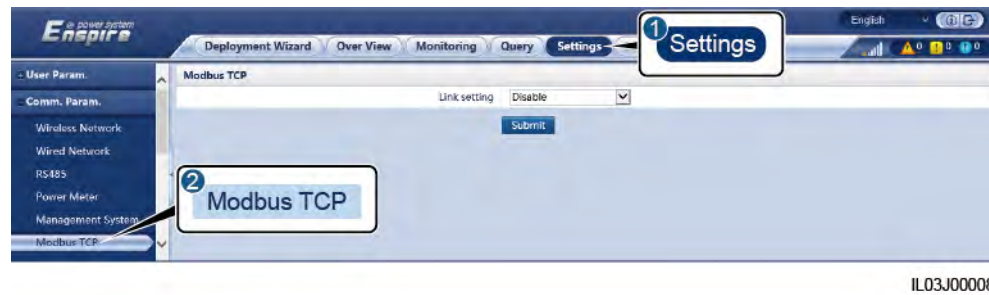 e power system
Enspire
English
Deployment Wizard Over View Monitoring Query Settings
1 Settings
0 0 0
User Param.
Modbus TCP
Comm. Param.
Link setting Disable
Wireless Network
Submit
Wired Network
RS485
2 Modbus TCP
Power Meter
Management System
Modbus TCP
IL03J00008